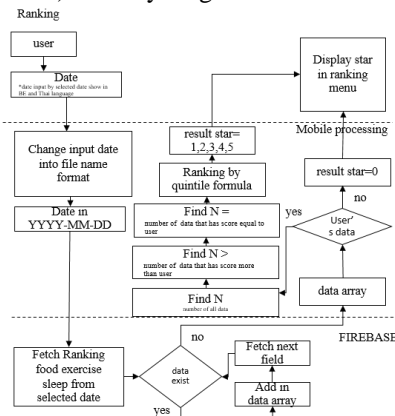 Ranking
user
Date
*date input by selected date show in
BE and Thai language
Change input date
into file name
format
Date in
YYYY-MM-DD
Fetch Ranking
food exercise
sleep from
selected date
result star=
1,2,3,4,5
Ranking by
quintile formula
Find N =
number of data that has score equal to
user
Find N >
number of data that has score more
than user
Find N
number of all data
Display star
in ranking
menu
Mobile processing
result star=0
no
yes
User'
s data
data array
FIREBASE
no
data
exist
yes
Fetch next
field
Add in
data array